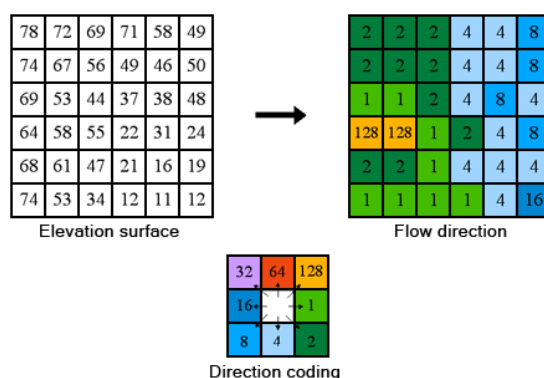 78 72 69 71 58 49
74 67 56 49 46 50
69 53 44 37 38 48
64 58 55 22 31 24
68 61 47 21 16 19
74 53 34 12 11 12
Elevation surface
2 2 2 4 4 8
2 2 2 4 4 8
1 1 2 4 8 4
128 128 1 2 4 8
2 2 1 4 4 4
1 1 1 1 4 16
Flow direction
32 64 128
16 1
8 4 2
Direction coding